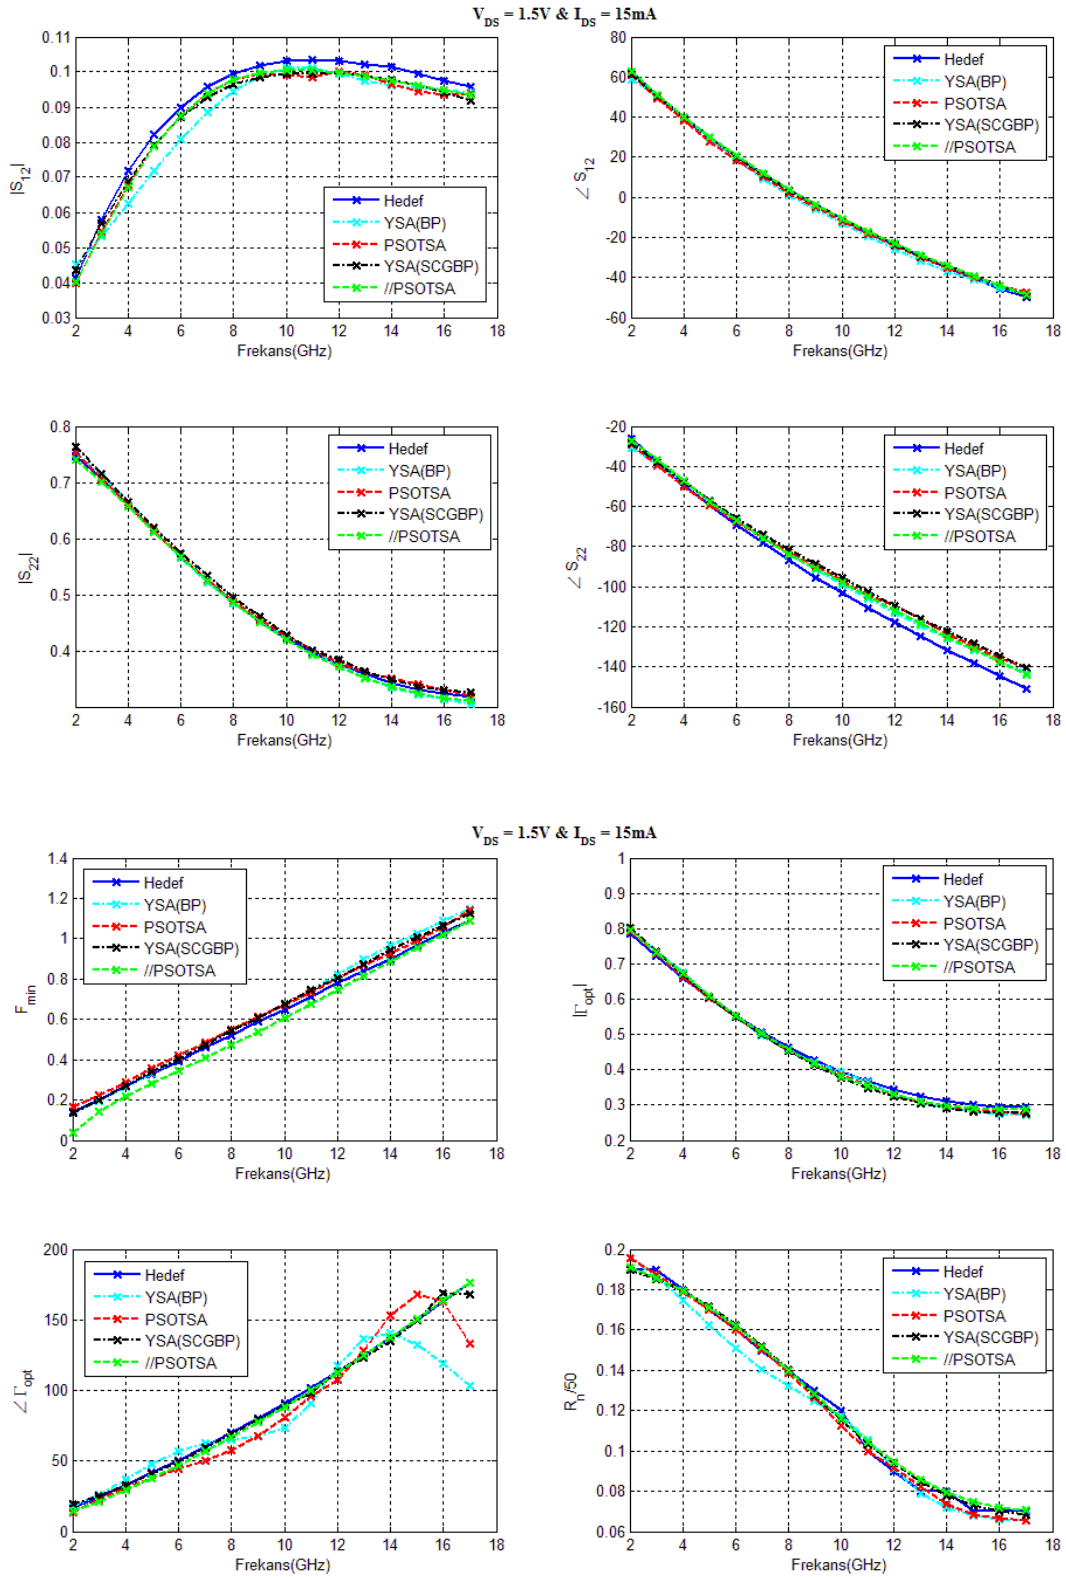 V_DS = 1.5V & I_DS = 15mA
|S_12|
0.11
0.1
0.09
0.08
0.07
0.06
0.05
0.04
0.03
Hedef
YSA(BP)
PSOTSA
YSA(SCGBP)
//PSOTSA
2 4 6 8 10 12 14 16 18
Frekans(GHz)
∠ S_12
80
60
40
20
0
-20
-40
-60
Hedef
YSA(BP)
PSOTSA
YSA(SCGBP)
//PSOTSA
2 4 6 8 10 12 14 16 18
Frekans(GHz)
|S_22|
0.8
0.7
0.6
0.5
0.4
Hedef
YSA(BP)
PSOTSA
YSA(SCGBP)
//PSOTSA
2 4 6 8 10 12 14 16 18
Frekans(GHz)
∠ S_22
-20
-40
-60
-80
-100
-120
-140
-160
Hedef
YSA(BP)
PSOTSA
YSA(SCGBP)
//PSOTSA
2 4 6 8 10 12 14 16 18
Frekans(GHz)
V_DS = 1.5V & I_DS = 15mA
F_min
1.4
1.2
1
0.8
0.6
0.4
0.2
0
Hedef
YSA(BP)
PSOTSA
YSA(SCGBP)
//PSOTSA
2 4 6 8 10 12 14 16 18
Frekans(GHz)
|Γ_opt|
1
0.9
0.8
0.7
0.6
0.5
0.4
0.3
0.2
Hedef
YSA(BP)
PSOTSA
YSA(SCGBP)
//PSOTSA
2 4 6 8 10 12 14 16 18
Frekans(GHz)
∠ Γ_opt
200
150
100
50
0
Hedef
YSA(BP)
PSOTSA
YSA(SCGBP)
//PSOTSA
2 4 6 8 10 12 14 16 18
Frekans(GHz)
R_n/50
0.2
0.18
0.16
0.14
0.12
0.1
0.08
0.06
Hedef
YSA(BP)
PSOTSA
YSA(SCGBP)
//PSOTSA
2 4 6 8 10 12 14 16 18
Frekans(GHz)